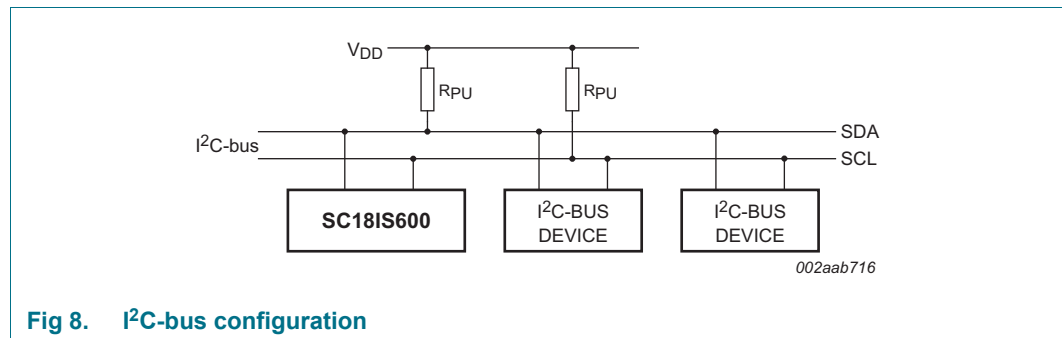 VDD
RPU
RPU
I²C-bus
SDA
SCL
SC18IS600
I²C-BUS
DEVICE
I²C-BUS
DEVICE
002aab716
Fig 8. I²C-bus configuration